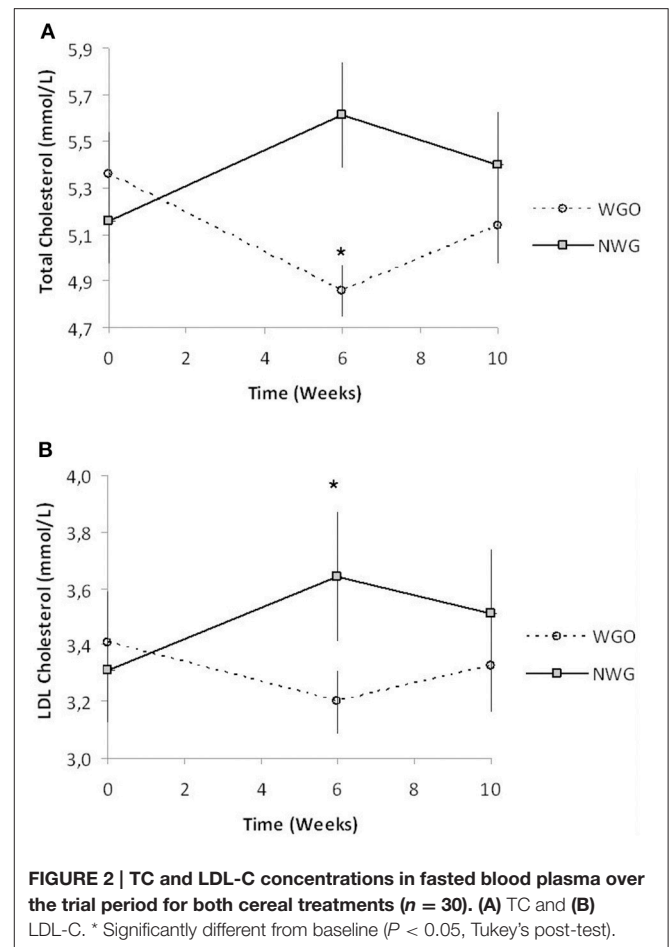 A
5,9
5,7
5,5
5,3
5,1
4,9
4,7
Total Cholesterol (mmol/L)
*
0 2 4 6 8 10
Time (Weeks)
WGO
NWG
B
4,0
3,8
3,6
3,4
3,2
3,0
LDL Cholesterol (mmol/L)
*
0 2 4 6 8 10
Time (Weeks)
WGO
NWG
FIGURE 2 | TC and LDL-C concentrations in fasted blood plasma over
the trial period for both cereal treatments (n = 30). (A) TC and (B)
LDL-C. * Significantly different from baseline (P < 0.05, Tukey's post-test).